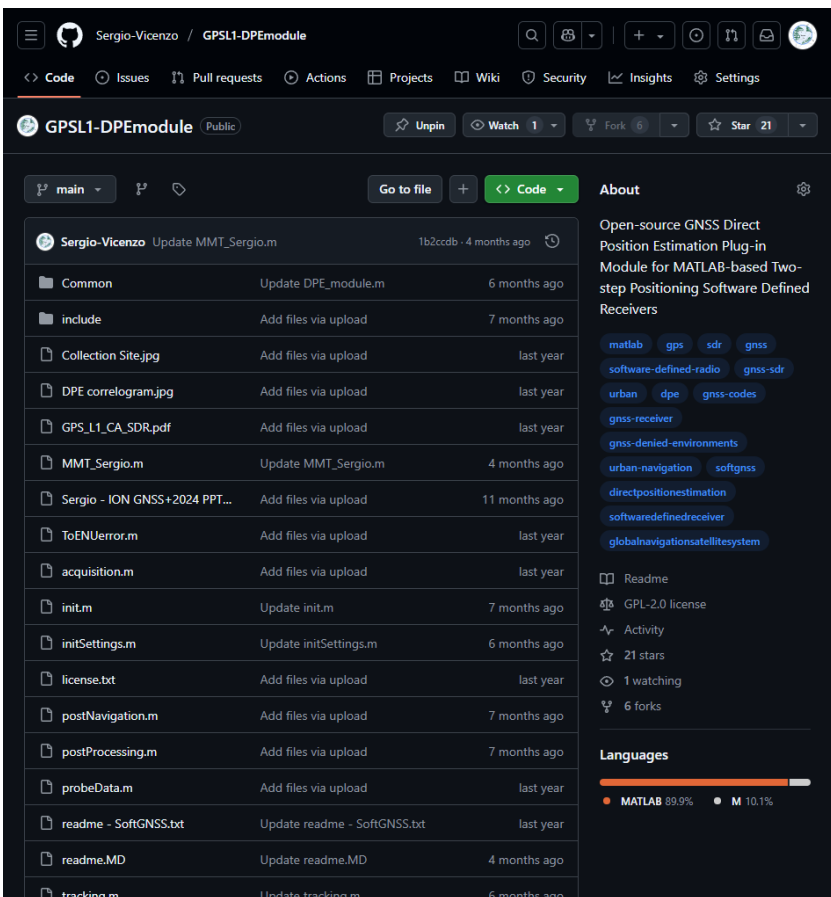 Sergio-Vicenzo / GPSL1-DPEmodule
<> Code Issues Pull requests Actions Projects Wiki Security Insights Settings
GPSL1-DPEmodule Public Unpin Watch 1 Fork 6 Star 21
main Go to file Code
Sergio-Vicenzo Update MMT_Sergio.m 1b2ccdb · 4 months ago
Common Update DPE_module.m 6 months ago
include Add files via upload 7 months ago
Collection Site.jpg Add files via upload last year
DPE correlogram.jpg Add files via upload last year
GPS_L1_CA_SDR.pdf Add files via upload last year
MMT_Sergio.m Update MMT_Sergio.m 4 months ago
Sergio - ION GNSS+2024 PPT... Add files via upload 11 months ago
ToENUerror.m Add files via upload last year
acquisition.m Add files via upload last year
init.m Update init.m 7 months ago
initSettings.m Update initSettings.m 6 months ago
license.txt Add files via upload last year
postNavigation.m Add files via upload 7 months ago
postProcessing.m Add files via upload 7 months ago
probeData.m Add files via upload last year
readme - SoftGNSS.txt Update readme - SoftGNSS.txt last year
readme.MD Update readme.MD 4 months ago
tracking.m Update tracking.m 6 months ago
About
Open-source GNSS Direct
Position Estimation Plug-in
Module for MATLAB-based Two-
step Positioning Software Defined
Receivers
matlab gps sdr gnss
software-defined-radio gnss-sdr
urban dpe gnss-codes
gnss-receiver
gnss-denied-environments
urban-navigation softgnss
directpositionestimation
softwaredefinedreceiver
globalnavigationsatellitesystem
Readme
GPL-2.0 license
Activity
21 stars
1 watching
6 forks
Languages
MATLAB 89.9% M 10.1%